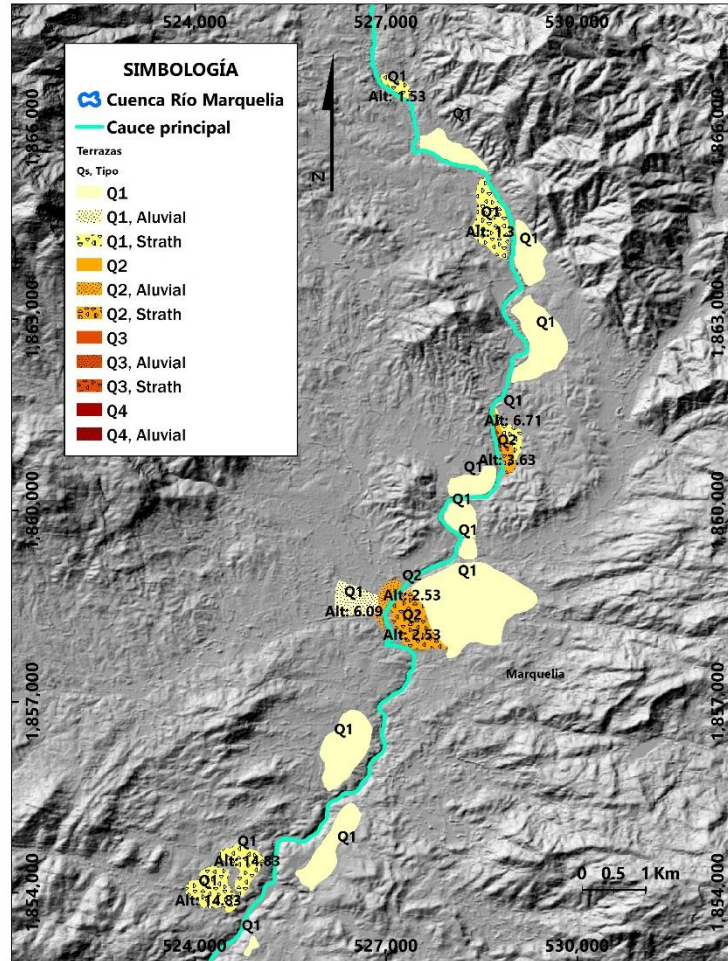 524,000 527,000 539,000
SIMBOLOGÍA
Cuenca Río Marquelia
Cauce principal
Terrazas
Qs, Tipo
Q1
Q1, Aluvial
Q1, Strath
Q2
Q2, Aluvial
Q2, Strath
Q3
Q3, Aluvial
Q3, Strath
Q4
Q4, Aluvial
N
1,866,000
1,863,000
1,860,000
1,857,000
1,854,000
Q1
Alt: 1.53
Q1
Q1
Alt: 1.3
Q1
Q1
Q1
Alt: 6.71
Q2
Alt: 3.63
Q1
Q1
Q1
Q1
Q2
Alt: 2.53
Q1
Alt: 6.09
Q2
Alt: 2.53
Marquelia
Q1
Q1
Q1
Alt: 14.83
Q1
Alt: 14.83
Q1
0 0.5 1 Km
1,866,000
1,863,000
1,860,000
1,857,000
1,854,000
524,000 527,000 530,000